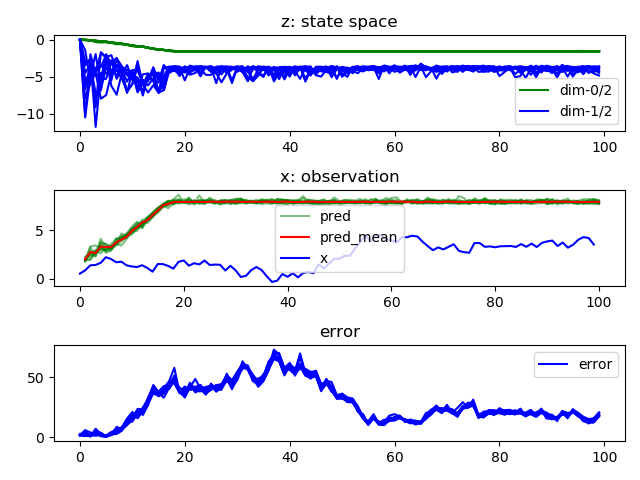 z: state space
0
−5
−10
dim-0/2
dim-1/2
0 20 40 60 80 100
x: observation
5
0
pred
pred_mean
x
0 20 40 60 80 100
error
50
0
error
0 20 40 60 80 100